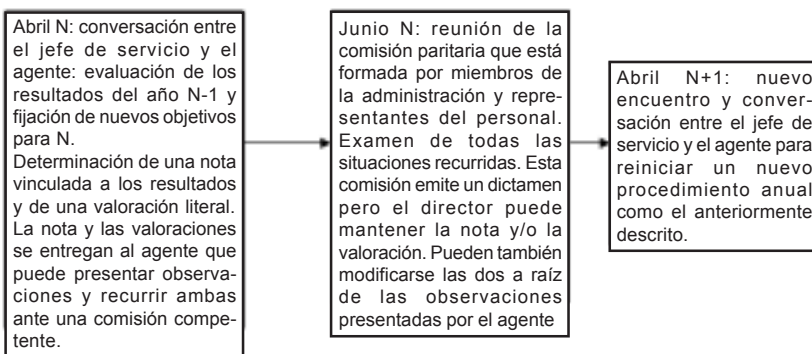 Abril N: conversación entre
el jefe de servicio y el
agente: evaluación de los
resultados del año N-1 y
fijación de nuevos objetivos
para N.
Determinación de una nota
vinculada a los resultados
y de una valoración literal.
La nota y las valoraciones
se entregan al agente que
puede presentar observa-
ciones y recurrir ambas
ante una comisión compe-
tente.
Junio N: reunión de la
comisión paritaria que está
formada por miembros de
la administración y repre-
sentantes del personal.
Examen de todas las
situaciones recurridas. Esta
comisión emite un dictamen
pero el director puede
mantener la nota y/o la
valoración. Pueden también
modificarse las dos a raíz
de las observaciones
presentadas por el agente
Abril N+1: nuevo
encuentro y conver-
sación entre el jefe de
servicio y el agente para
reiniciar un nuevo
procedimiento anual
como el anteriormente
descrito.